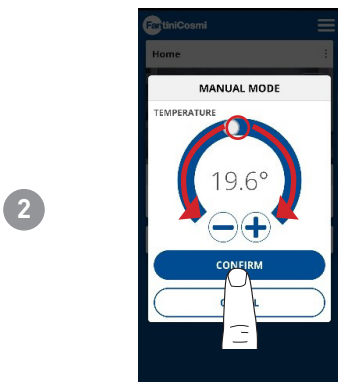 FantiniCosmi
Home
MANUAL MODE
TEMPERATURE
19.6°
2
CONFIRM